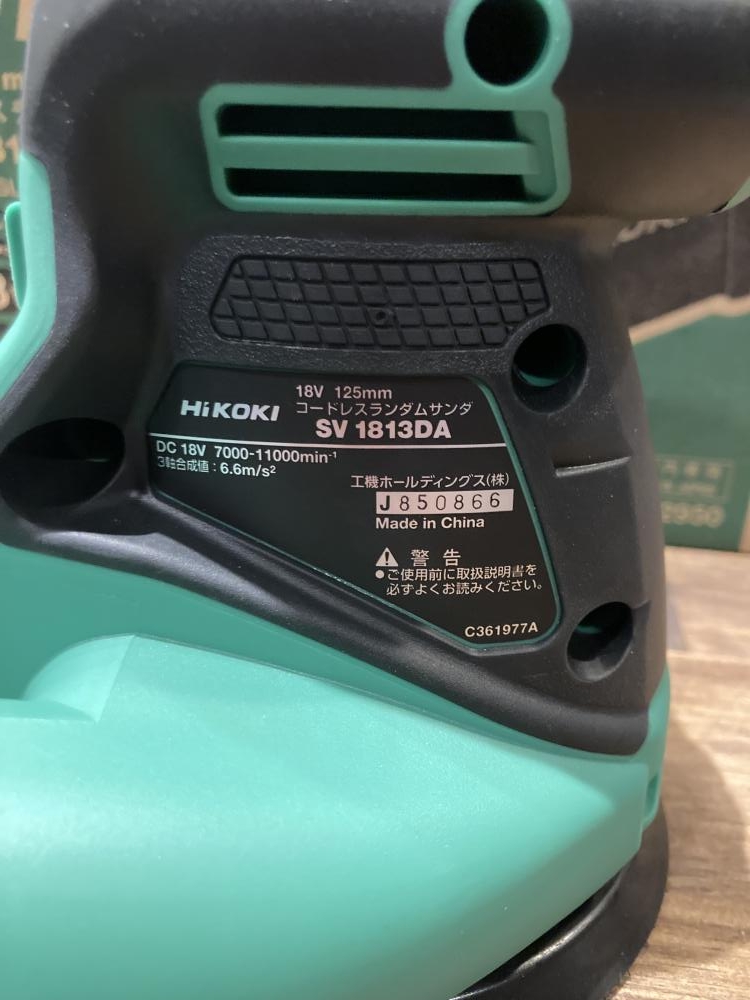 18V 125mm
HiKOKI コードレスランダムサンダ
SV 1813DA
DC 18V 7000-11000min⁻¹
3軸合成値：6.6m/s²
工機ホールディングス(株)
J850866
Made in China
⚠ 警告
●ご使用前に取扱説明書を
必ずよくお読みください。
C361977A